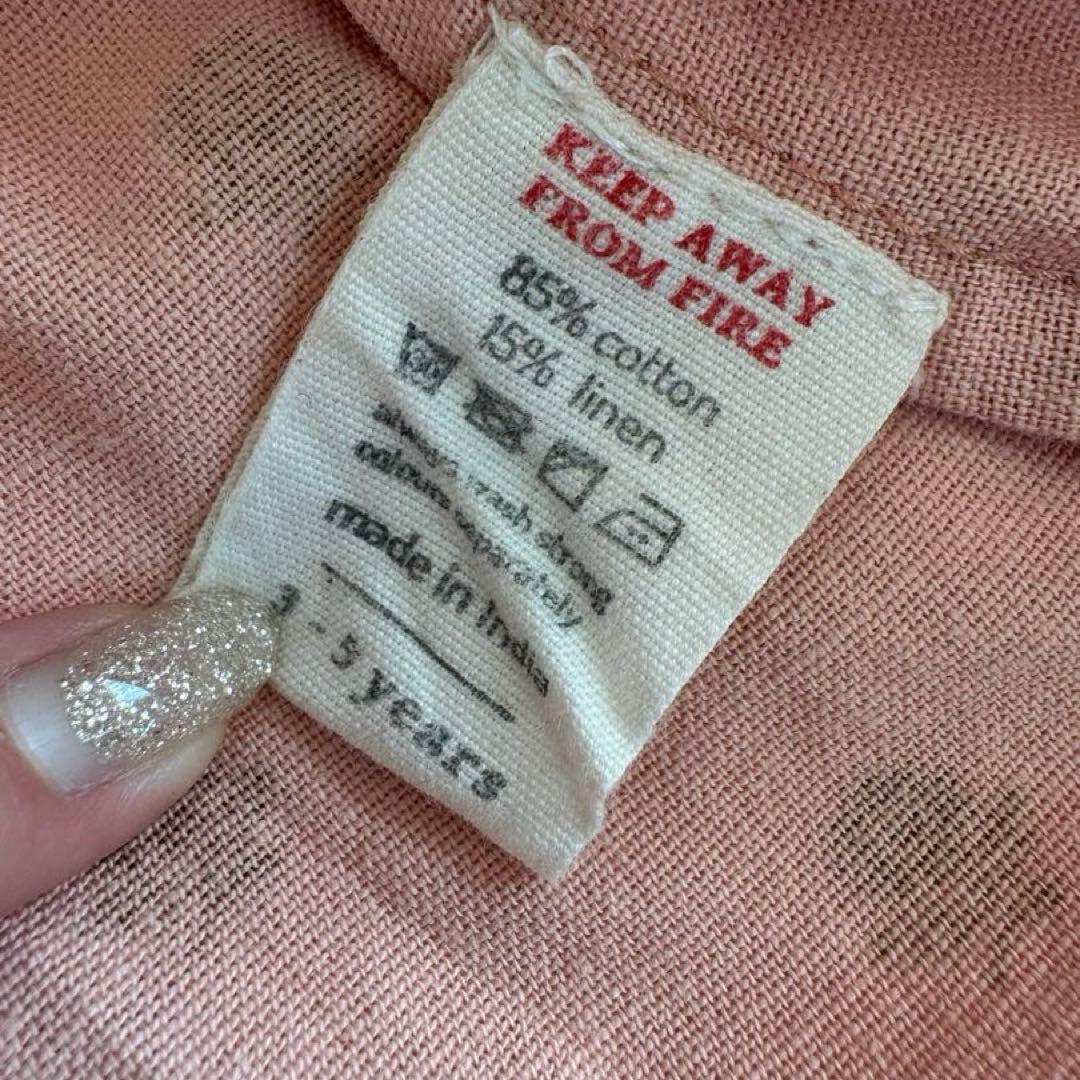 KEEP AWAY
FROM FIRE
85% cotton
15% linen
30
always wash strong
colours separately
made in india
3 - 5 years